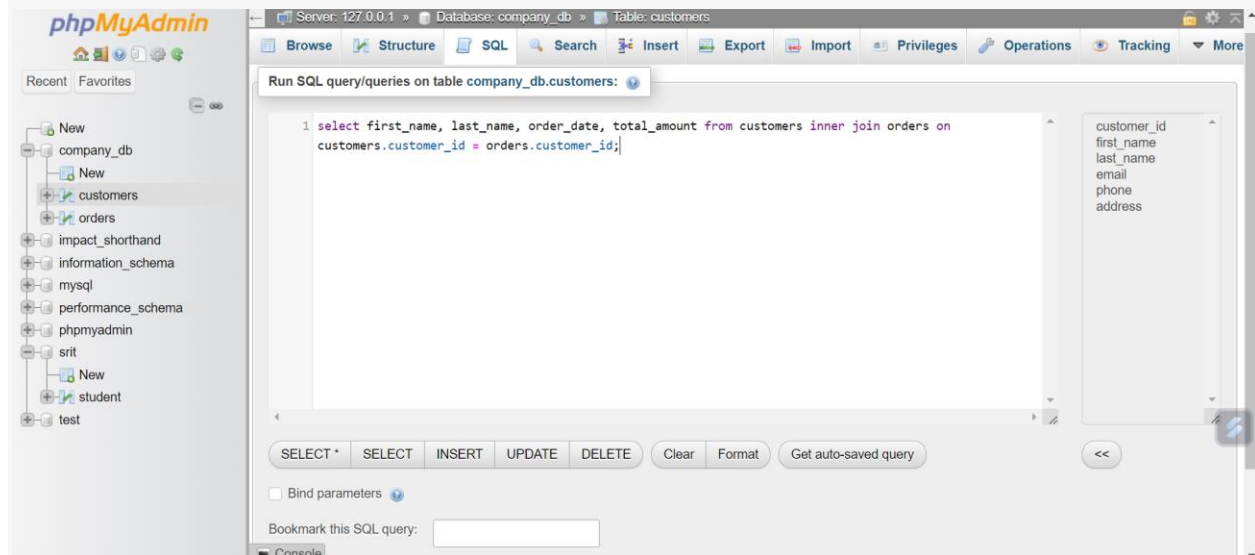 phpMyAdmin
Recent Favorites
New
company_db
New
customers
orders
impact_shorthand
information_schema
mysql
performance_schema
phpmyadmin
srit
New
student
test
Server: 127.0.0.1 » Database: company_db » Table: customers
Browse Structure SQL Search Insert Export Import Privileges Operations Tracking More
Run SQL query/queries on table company_db.customers:
1 select first_name, last_name, order_date, total_amount from customers inner join orders on
customers.customer_id = orders.customer_id;
customer_id
first_name
last_name
email
phone
address
SELECT * SELECT INSERT UPDATE DELETE Clear Format Get auto-saved query <<
Bind parameters
Bookmark this SQL query:
Console